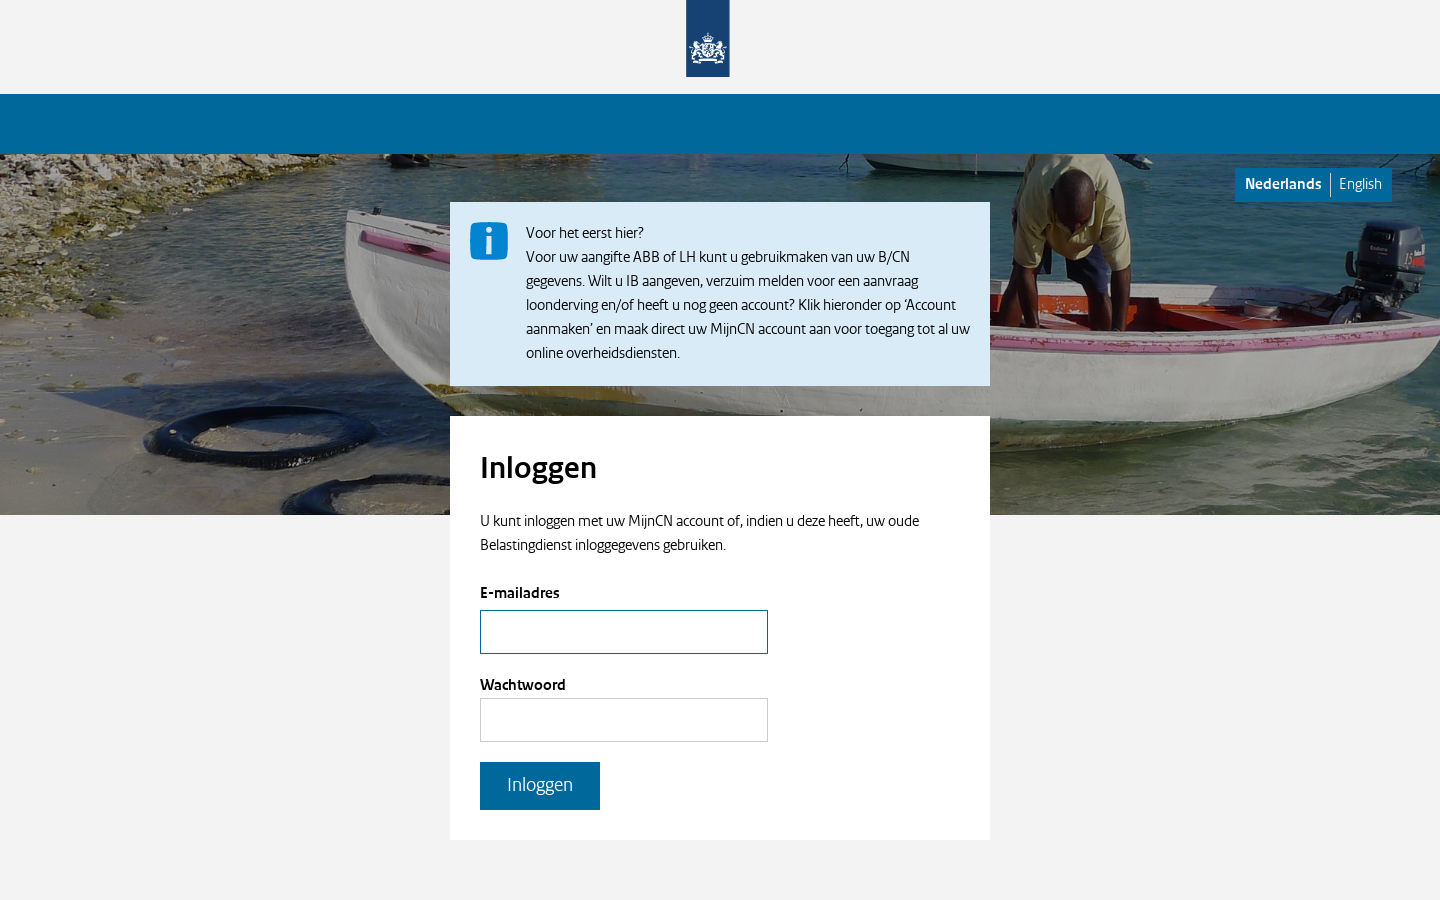 Nederlands English
Voor het eerst hier?
Voor uw aangifte ABB of LH kunt u gebruikmaken van uw B/CN
gegevens. Wilt u IB aangeven, verzuim melden voor een aanvraag
loonderving en/of heeft u nog geen account? Klik hieronder op ‘Account
aanmaken’ en maak direct uw MijnCN account aan voor toegang tot al uw
online overheidsdiensten.
Inloggen
U kunt inloggen met uw MijnCN account of, indien u deze heeft, uw oude
Belastingdienst inloggegevens gebruiken.
E-mailadres
Wachtwoord
Inloggen